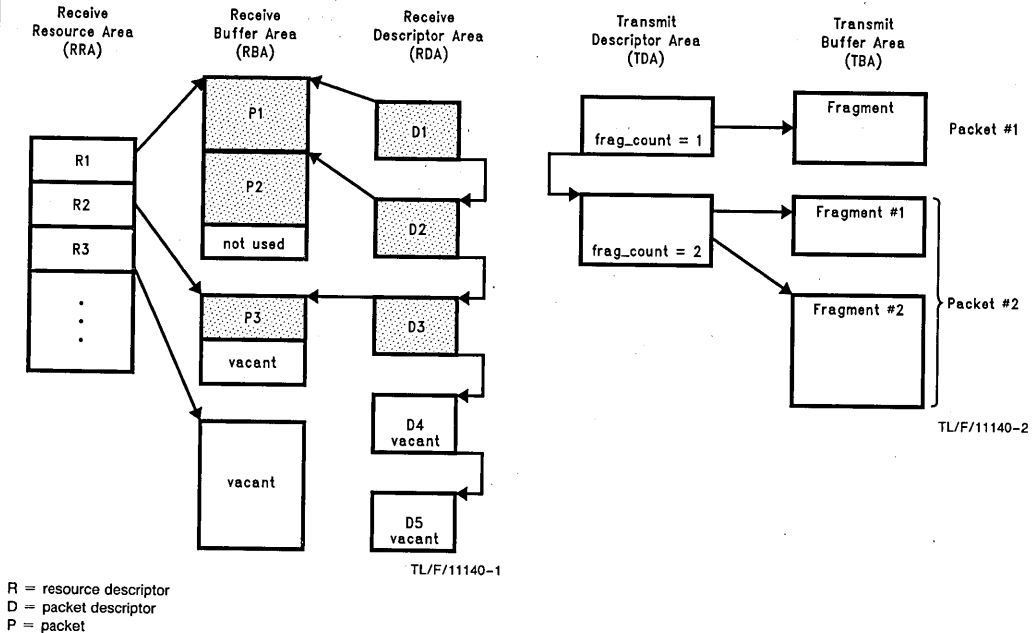 Receive
Resource Area
(RRA)
Receive
Buffer Area
(RBA)
Receive
Descriptor Area
(RDA)
Transmit
Descriptor Area
(TDA)
Transmit
Buffer Area
(TBA)
R1
R2
R3
P1
P2
not used
P3
vacant
vacant
D1
D2
D3
D4
vacant
D5
vacant
TL/F/11140-1
frag_count = 1
frag_count = 2
Fragment
Packet #1
Fragment #1
Fragment #2
Packet #2
TL/F/11140-2
R = resource descriptor
D = packet descriptor
P = packet